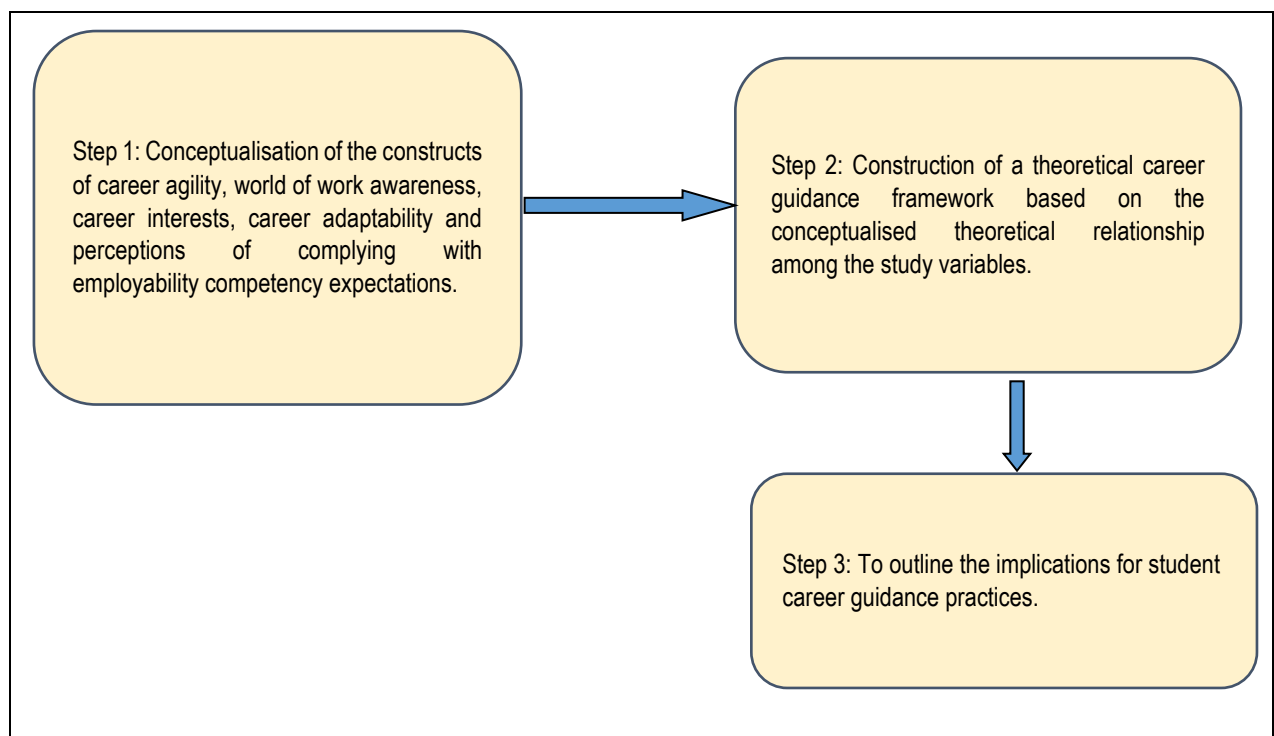 Step 1: Conceptualisation of the constructs
of career agility, world of work awareness,
career interests, career adaptability and
perceptions of complying with
employability competency expectations.
Step 2: Construction of a theoretical career
guidance framework based on the
conceptualised theoretical relationship
among the study variables.
Step 3: To outline the implications for student
career guidance practices.